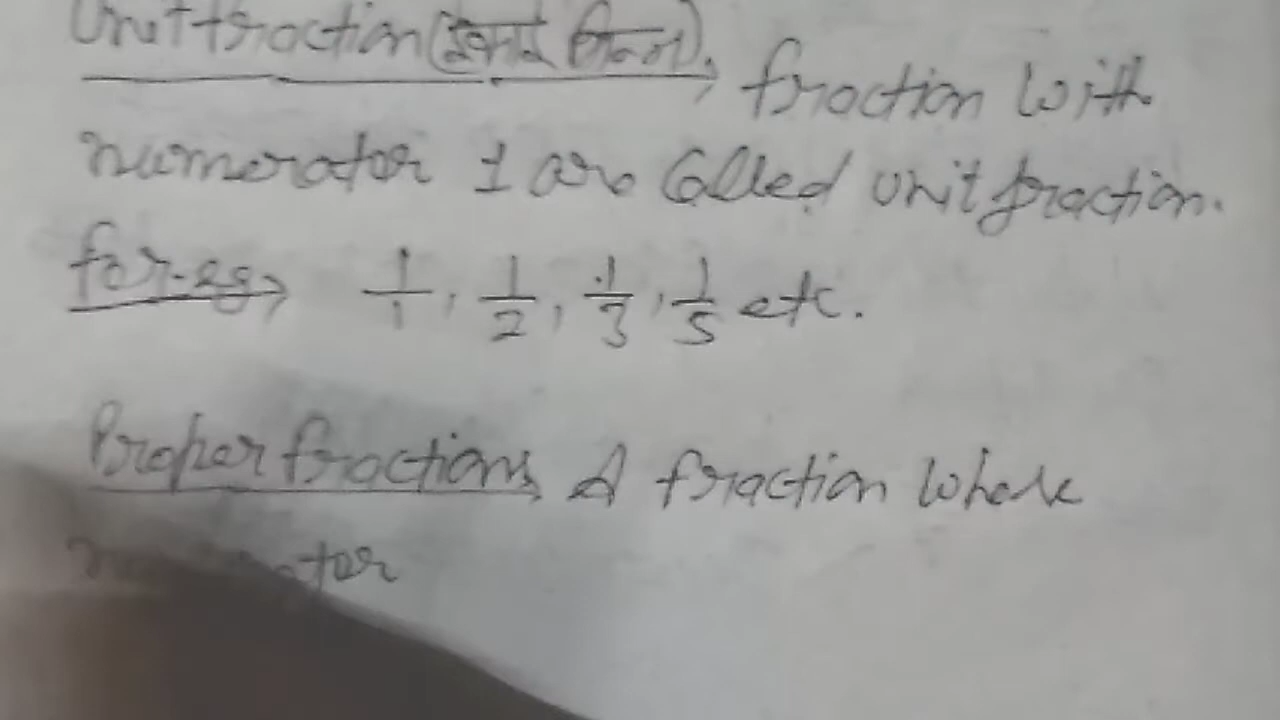 Unit fraction ( भिन्न), fraction with
numerator 1 are Called unit fraction.
for-eg, 1/1, 1/2, 1/3, 1/5 etc.
Proper fraction, A fraction whose